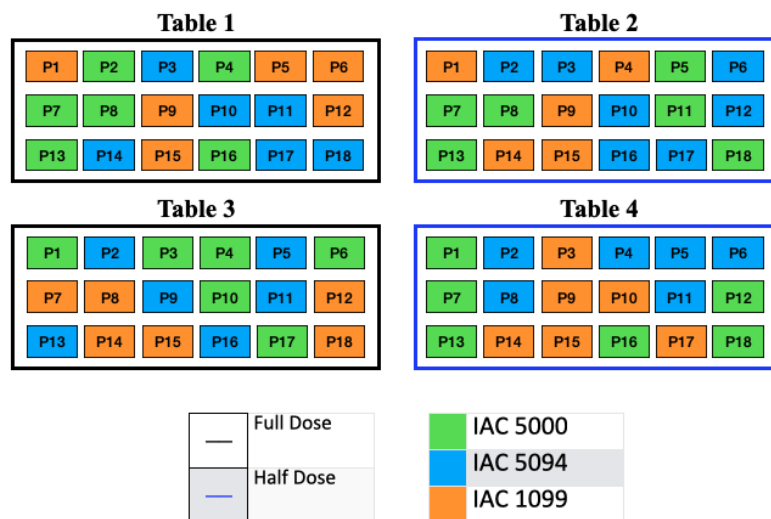 Table 1 Table 2
P1 P2 P3 P4 P5 P6 P1 P2 P3 P4 P5 P6
P7 P8 P9 P10 P11 P12 P7 P8 P9 P10 P11 P12
P13 P14 P15 P16 P17 P18 P13 P14 P15 P16 P17 P18
Table 3 Table 4
P1 P2 P3 P4 P5 P6 P1 P2 P3 P4 P5 P6
P7 P8 P9 P10 P11 P12 P7 P8 P9 P10 P11 P12
P13 P14 P15 P16 P17 P18 P13 P14 P15 P16 P17 P18
Full Dose
Half Dose
IAC 5000
IAC 5094
IAC 1099